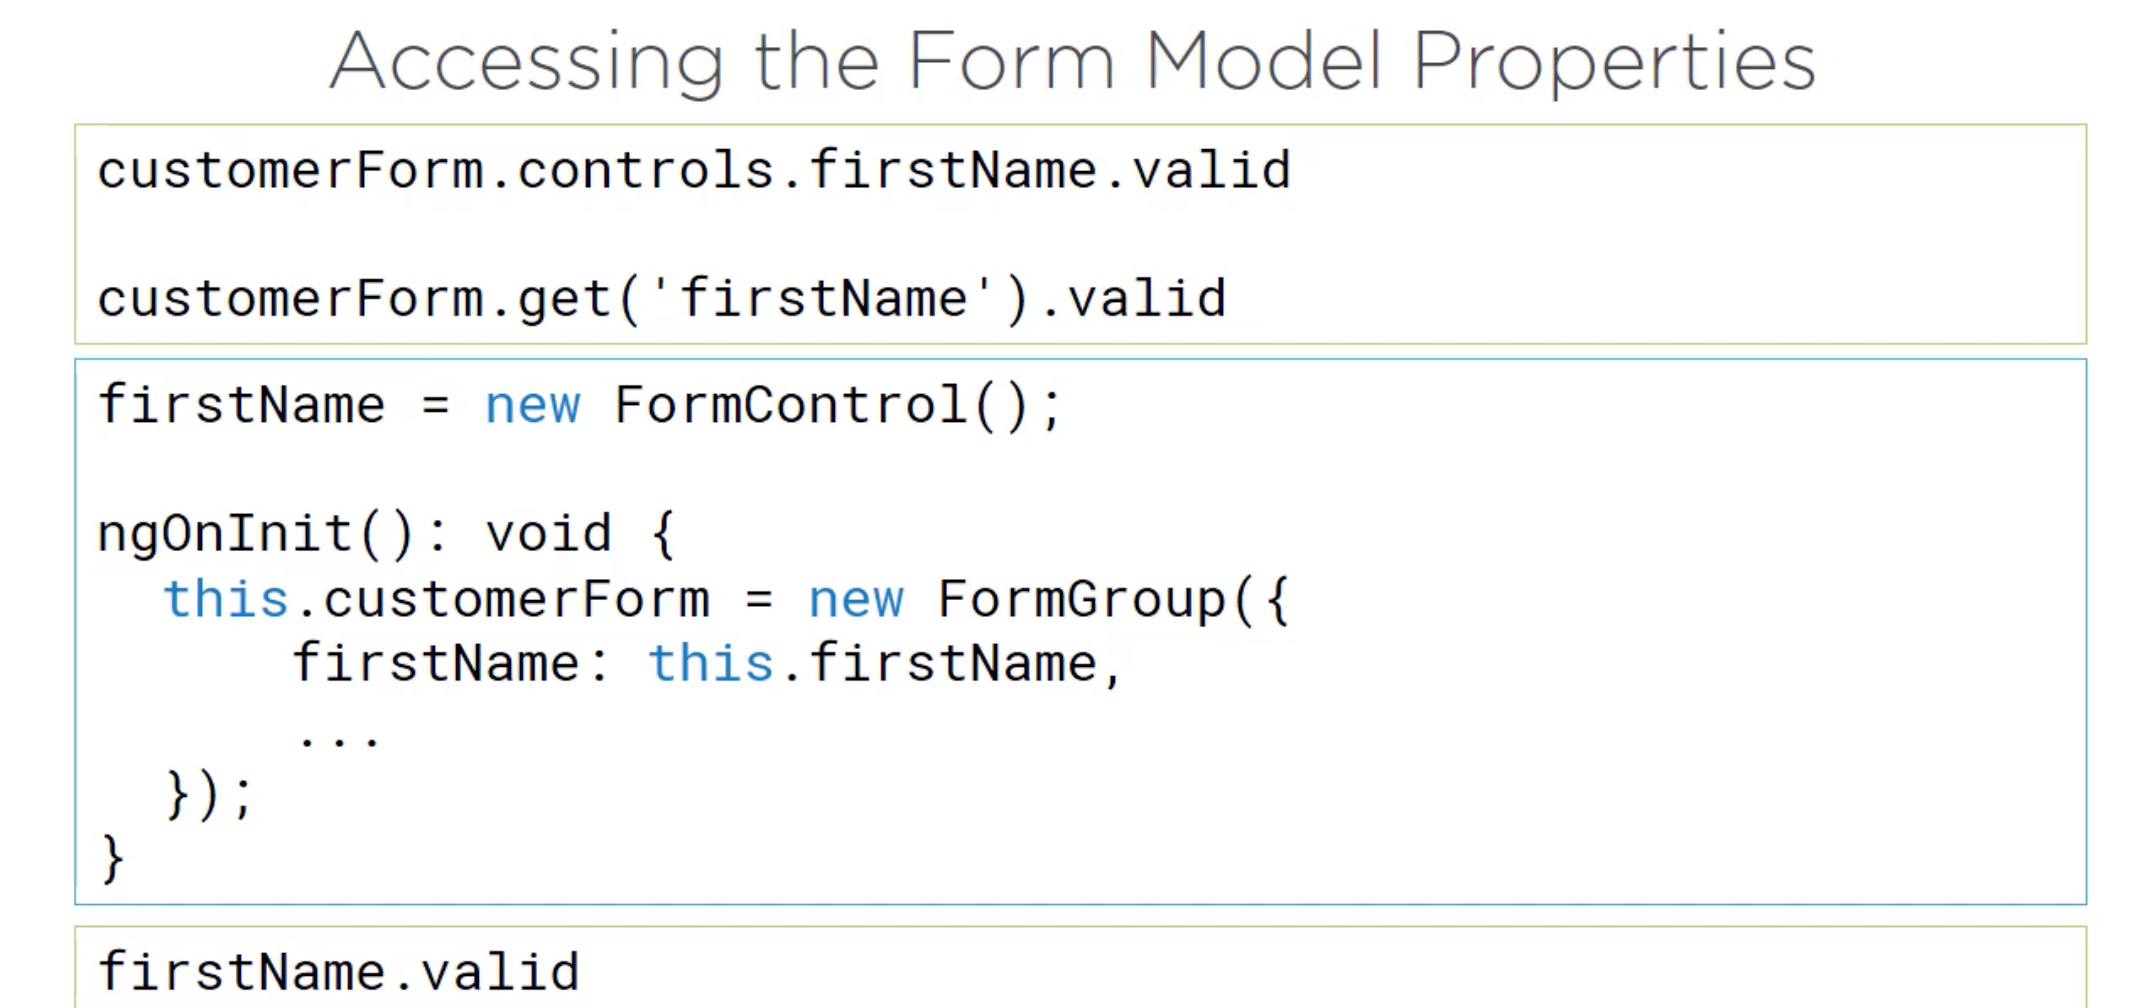 Accessing the Form Model Properties
customerForm.controls.firstName.valid
customerForm.get('firstName').valid
firstName = new FormControl();
ngOnInit(): void {
this.customerForm = new FormGroup({
firstName: this.firstName,
...
});
}
firstName.valid